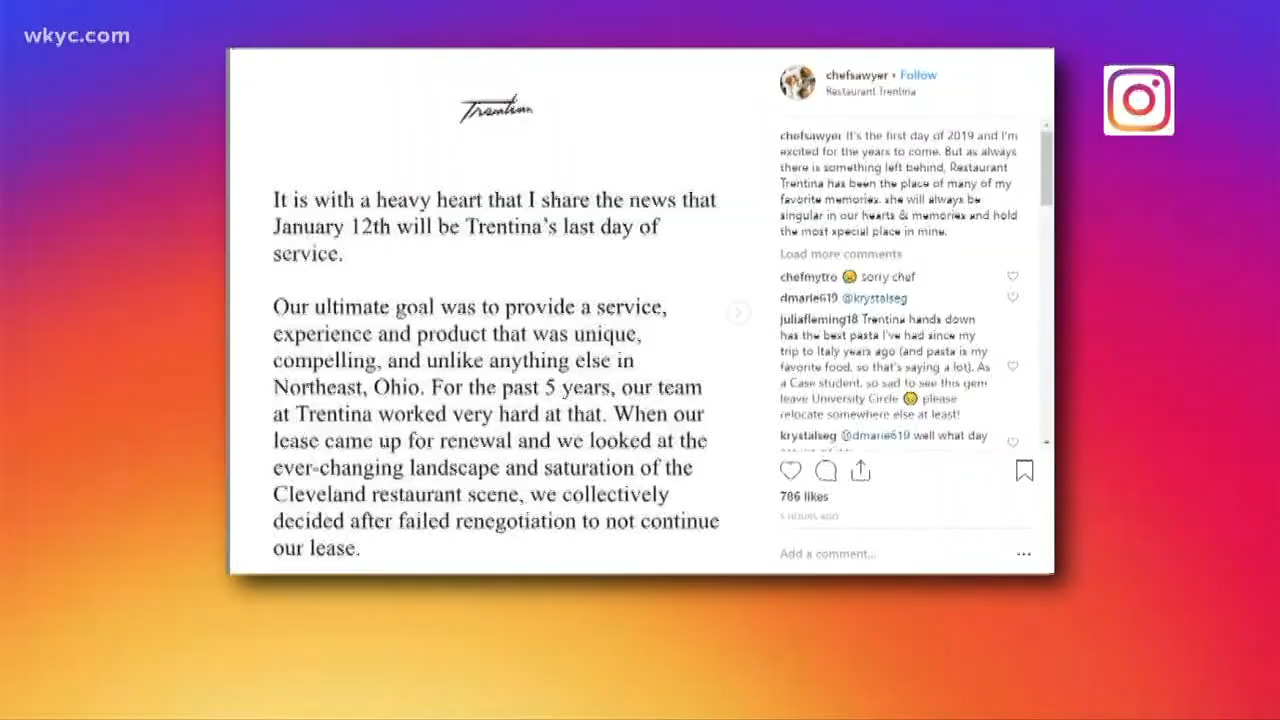 wkyc.com
Trentina
It is with a heavy heart that I share the news that
January 12th will be Trentina's last day of
service.
Our ultimate goal was to provide a service,
experience and product that was unique,
compelling, and unlike anything else in
Northeast, Ohio. For the past 5 years, our team
at Trentina worked very hard at that. When our
lease came up for renewal and we looked at the
ever-changing landscape and saturation of the
Cleveland restaurant scene, we collectively
decided after failed renegotiation to not continue
our lease.
chefsawyer • Follow
Restaurant Trentina
chefsawyer It's the first day of 2019 and I'm
excited for the years to come. But as always
there is something left behind, Restaurant
Trentina has been the place of many of my
favorite memories. she will always be
singular in our hearts & memories and hold
the most special place in mine.
Load more comments
chefmytro 😢 sorry chef
dmarie619 @krystalseg
juliafleming18 Trentina hands down
has the best pasta I've had since my
trip to Italy years ago (and pasta is my
favorite food, so that's saying a lot). As
a Case student, so sad to see this gem
leave University Circle 😢 please
relocate somewhere else at least!
krystalseg @dmarie619 well what day
786 likes
5 HOURS AGO
Add a comment...